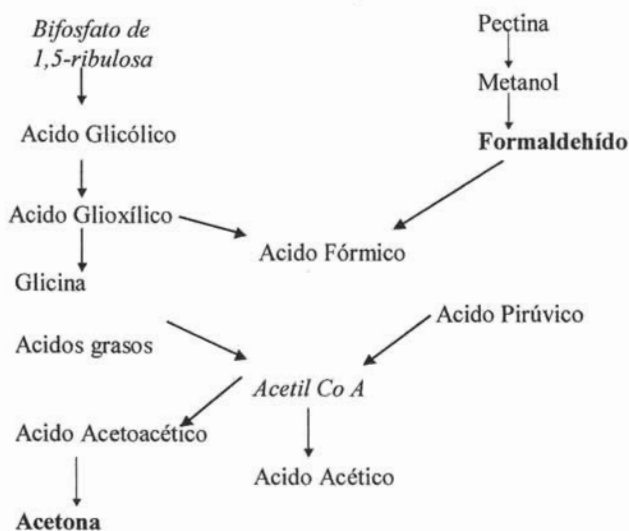 Bifosfato de
1,5-ribulosa
Pectina
Metanol
Acido Glicólico
Formaldehído
Acido Glioxílico
Acido Fórmico
Glicina
Acido Pirúvico
Acidos grasos
Acetil Co A
Acido Acetoacético
Acido Acético
Acetona